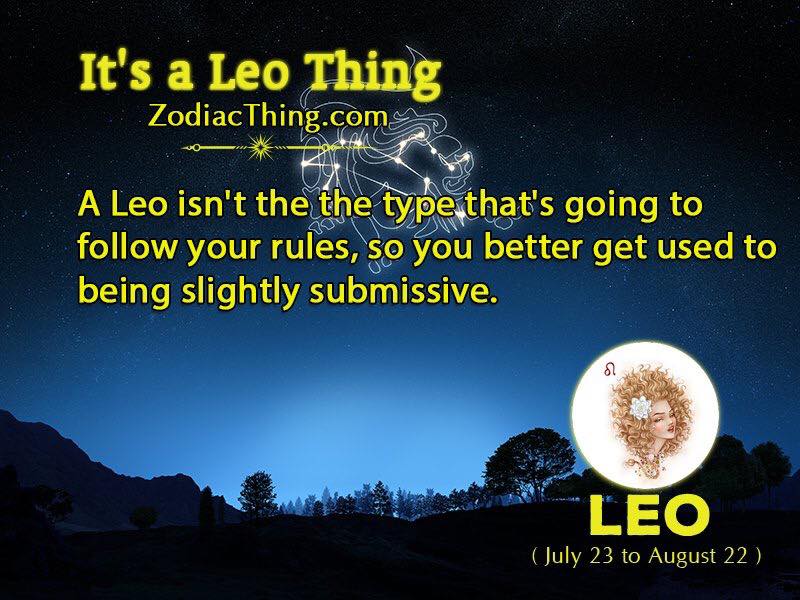 It's a Leo Thing
ZodiacThing.com
A Leo isn't the the type that's going to
follow your rules, so you better get used to
being slightly submissive.
♌
LEO
( July 23 to August 22 )